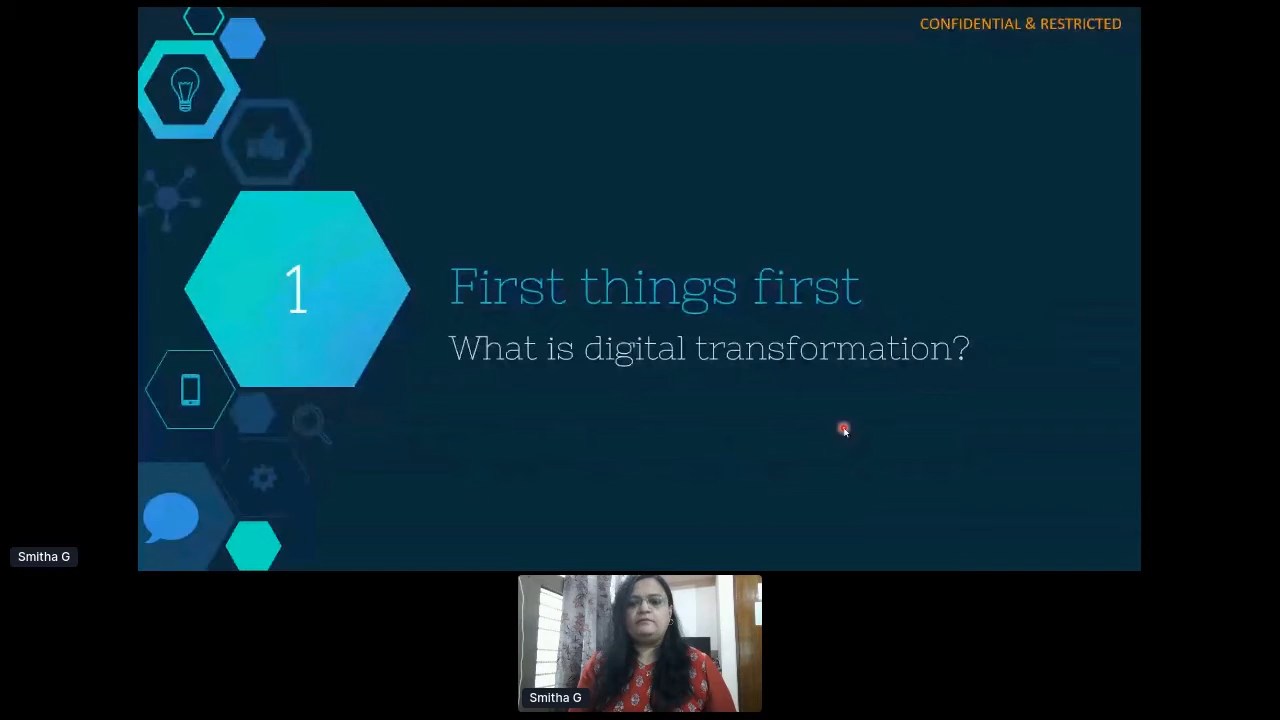 CONFIDENTIAL & RESTRICTED
1
First things first
What is digital transformation?
Smitha G
Smitha G